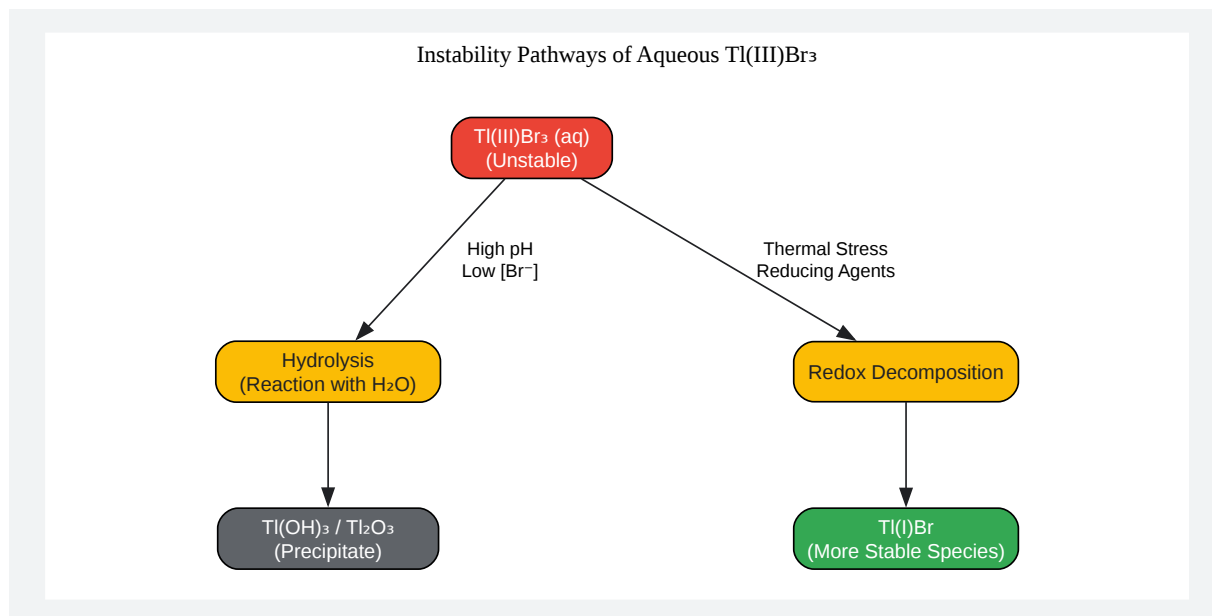 Instability Pathways of Aqueous Tl(III)Br₃
Tl(III)Br₃ (aq)
(Unstable)
High pH
Low [Br⁻]
Thermal Stress
Reducing Agents
Hydrolysis
(Reaction with H₂O)
Redox Decomposition
Tl(OH)₃ / Tl₂O₃
(Precipitate)
Tl(I)Br
(More Stable Species)